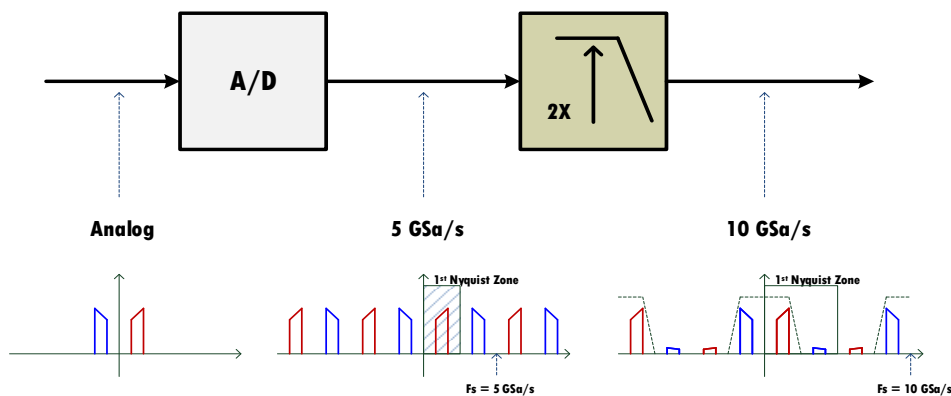 A/D
2X
Analog
5 GSa/s
10 GSa/s
1st Nyquist Zone
1st Nyquist Zone
Fs = 5 GSa/s
Fs = 10 GSa/s